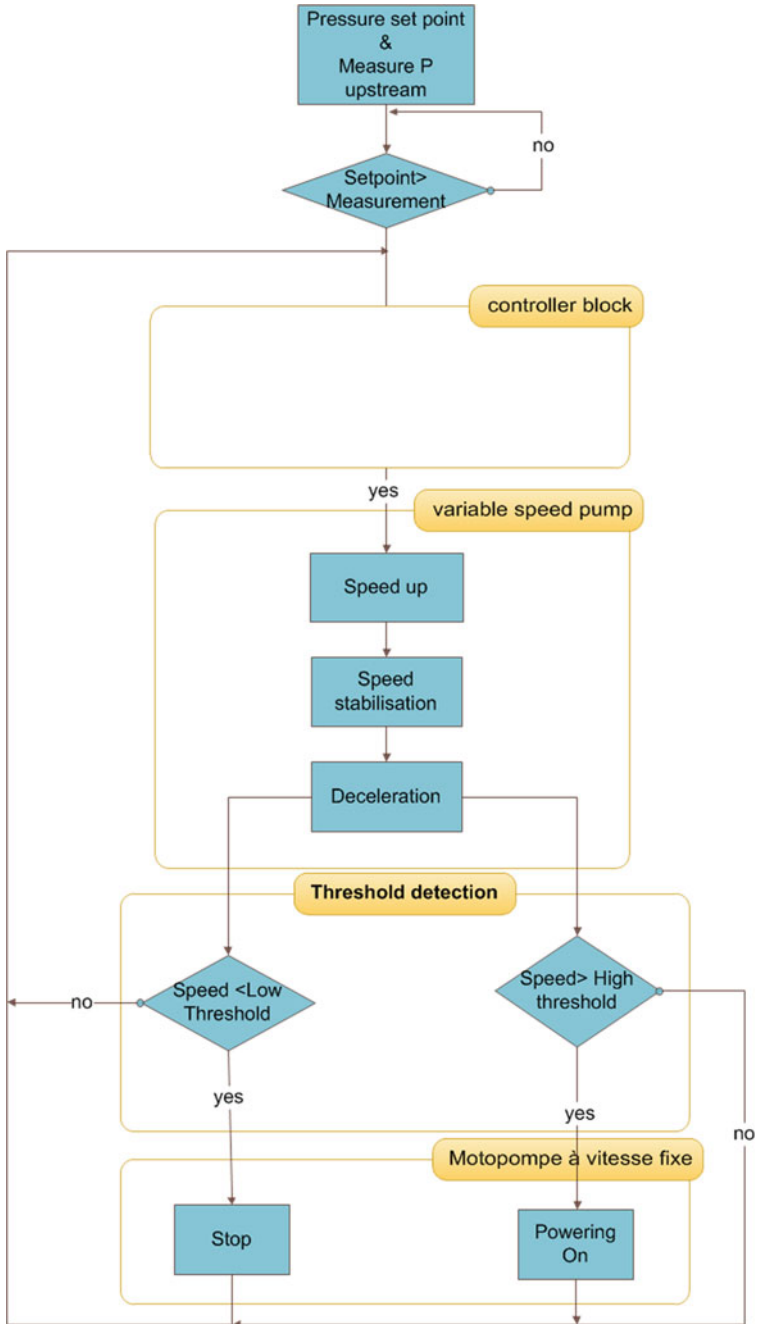 Pressure set point
&
Measure P
upstream
no
Setpoint>
Measurement
controller block
yes
variable speed pump
Speed up
Speed
stabilisation
Deceleration
Threshold detection
Speed <Low
Threshold
no
Speed> High
threshold
yes
yes
no
Motopompe à vitesse fixe
Stop
Powering
On